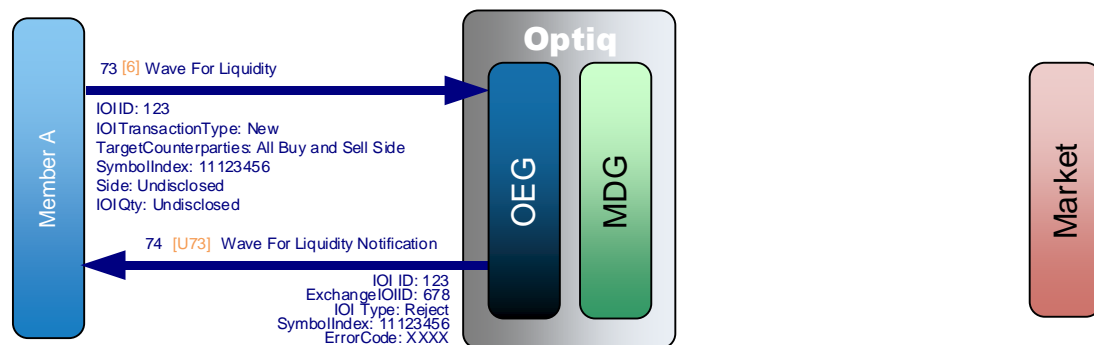 Optiq
73 [6] Wave For Liquidity
IOIID: 123
IOITransactionType: New
TargetCounterparties: All Buy and Sell Side
SymbolIndex: 11123456
Side: Undisclosed
IOIQty: Undisclosed
Member A
OEG
MDG
Market
74 [U73] Wave For Liquidity Notification
IOI ID: 123
ExchangeIOIID: 678
IOI Type: Reject
SymbolIndex: 11123456
ErrorCode: XXXX